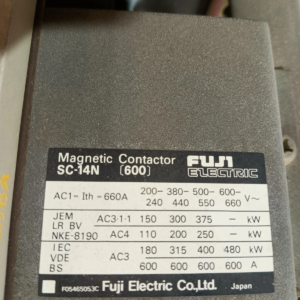 Magnetic Contactor FUJI
SC-14N [600] ELECTRIC
AC1-Ith-660A 200-240 380-440 500-550 600-660 V~
JEM
LR BV AC3·1·1 150 300 375 - kW
NKE-8190 AC4 110 200 250 - kW
IEC 180 315 400 480 kW
VDE AC3
BS 600 600 600 600 A
F0546S053C Fuji Electric Co.,Ltd. Japan